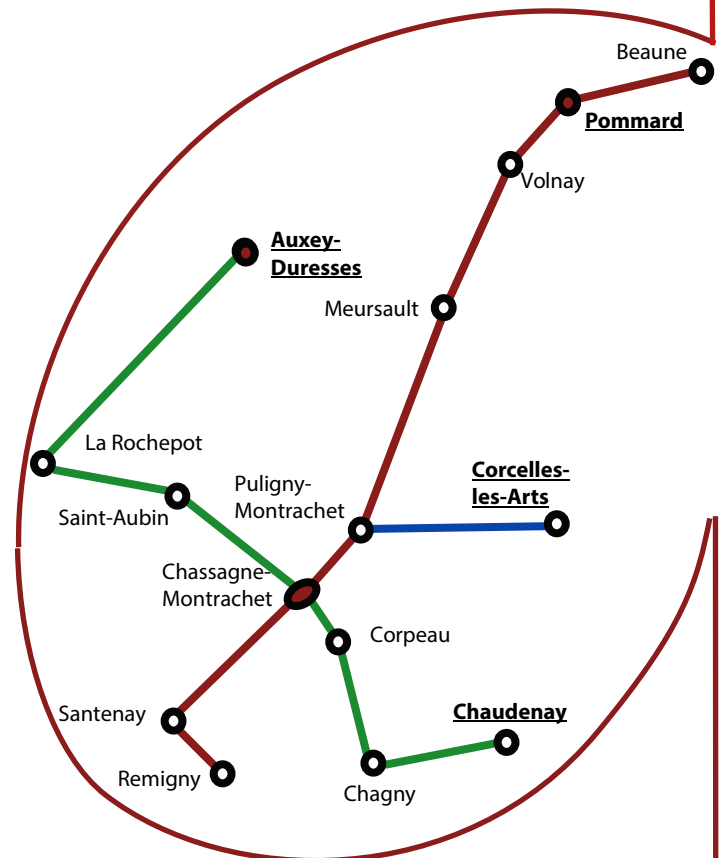 Beaune
Pommard
Volnay
Auxey-
Duresses
Meursault
La Rochepot
Saint-Aubin
Puligny-
Montrachet
Corcelles-
les-Arts
Chassagne-
Montrachet
Corpeau
Santenay
Chaudenay
Remigny
Chagny